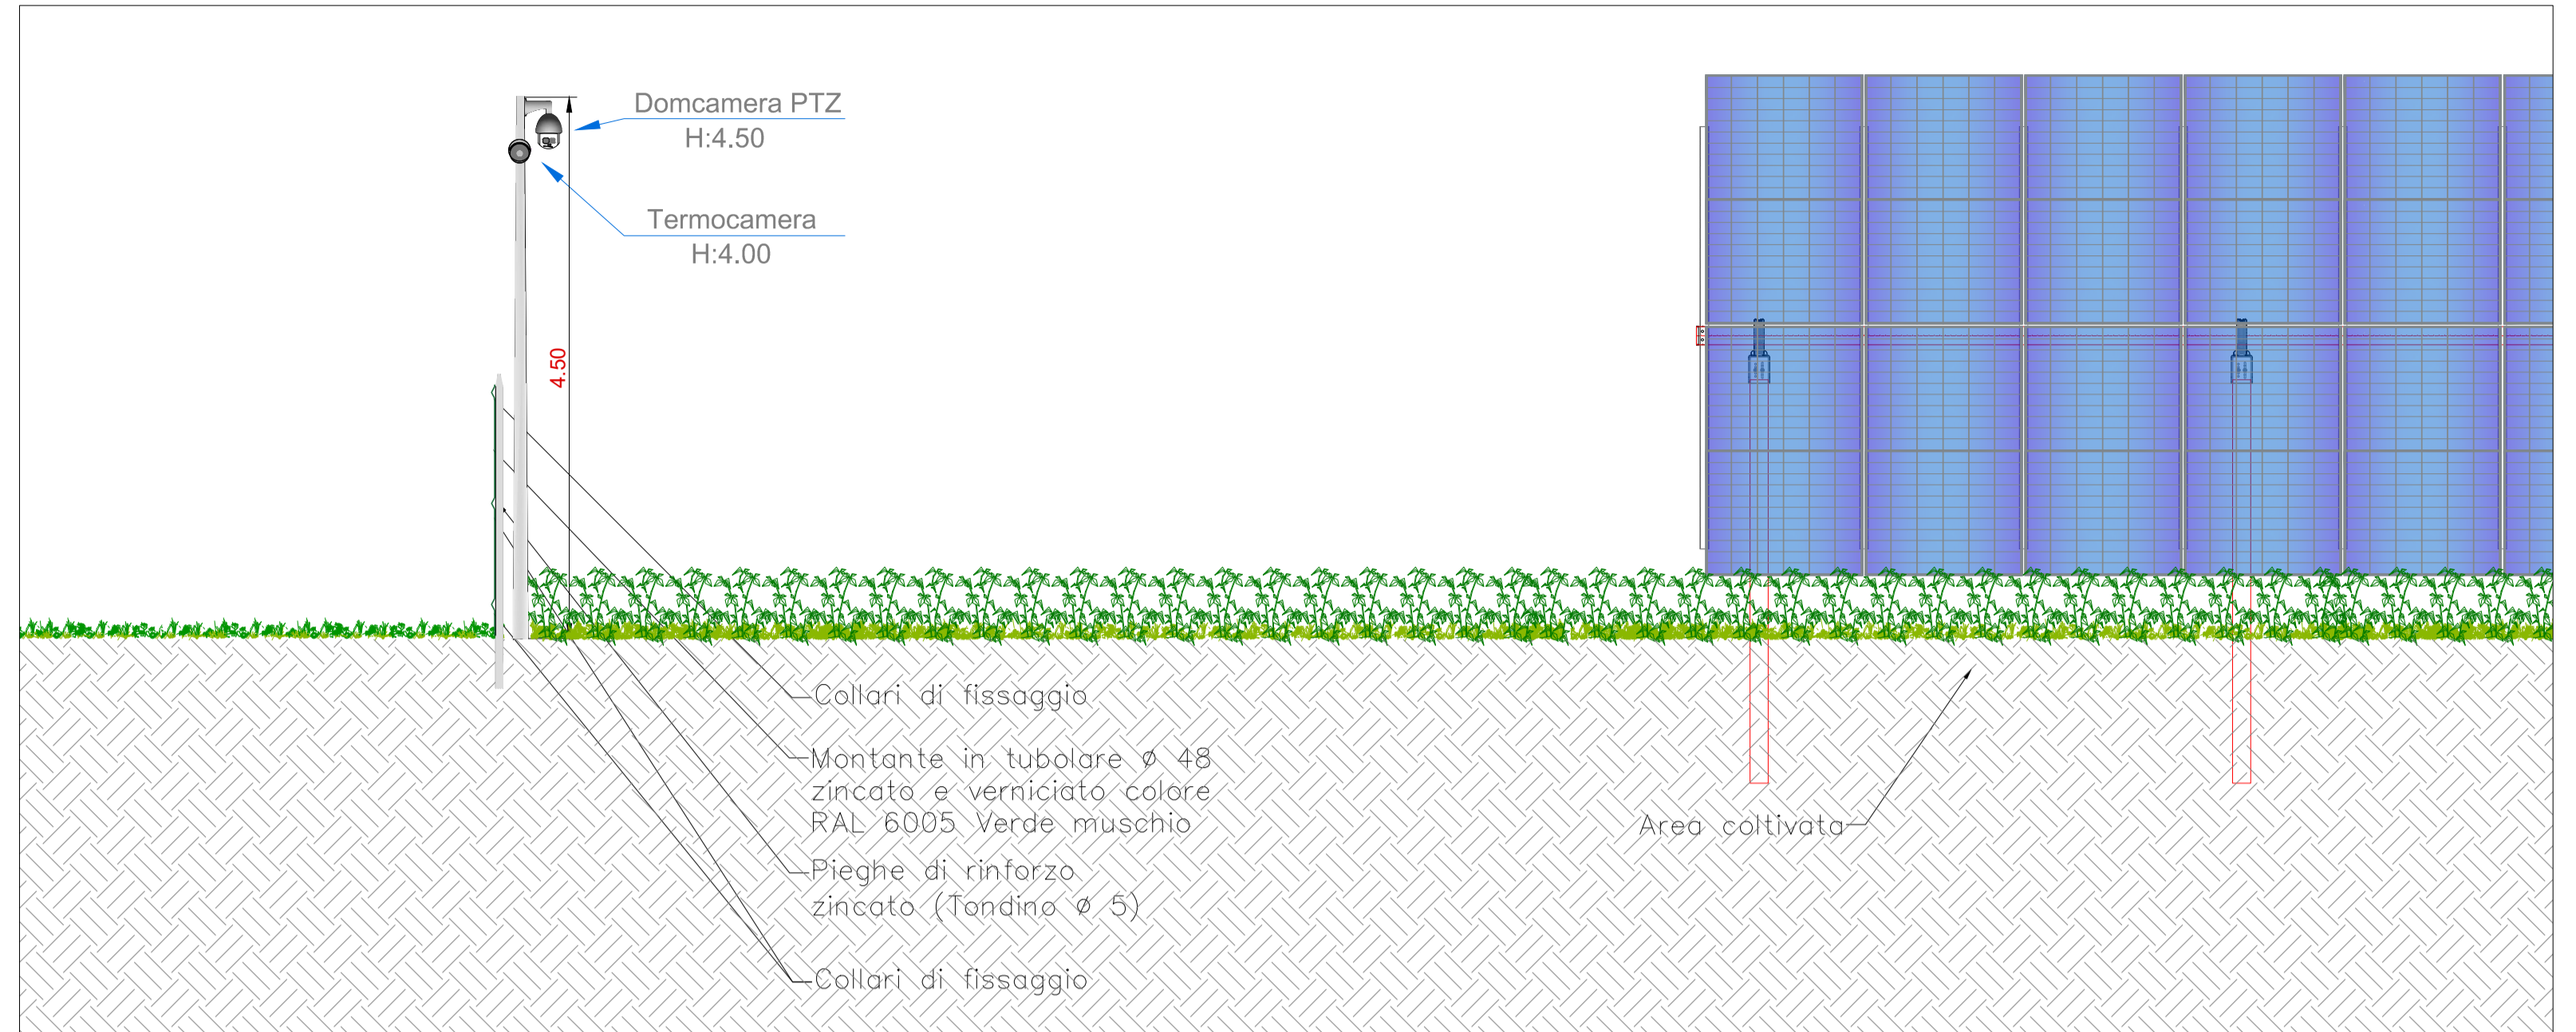 Domcamera PTZ
H:4.50
Termocamera
H:4.00
4.50
Collari di fissaggio
Montante in tubolare ø 48
zincato e verniciato colore
RAL 6005 Verde muschio
Pieghe di rinforzo
zincato (Tondino ø 5)
Collari di fissaggio
Area coltivata